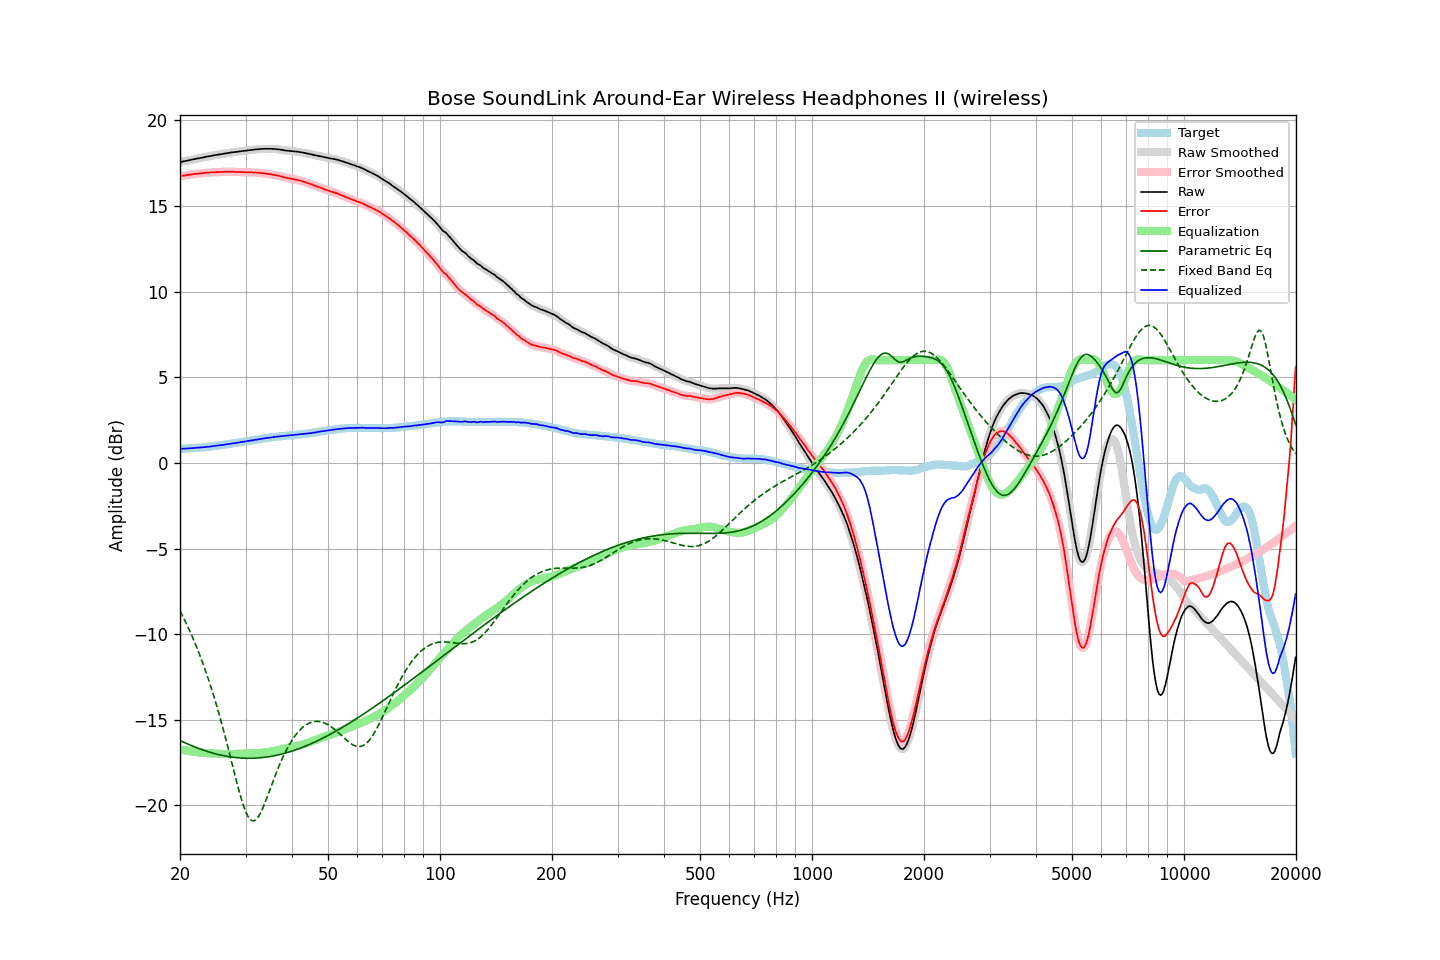 Bose SoundLink Around-Ear Wireless Headphones II (wireless)
20
15
10
5
0
−5
−10
−15
−20
Amplitude (dBr)
Target
Raw Smoothed
Error Smoothed
Raw
Error
Equalization
Parametric Eq
Fixed Band Eq
Equalized
20 50 100 200 500 1000 2000 5000 10000 20000
Frequency (Hz)